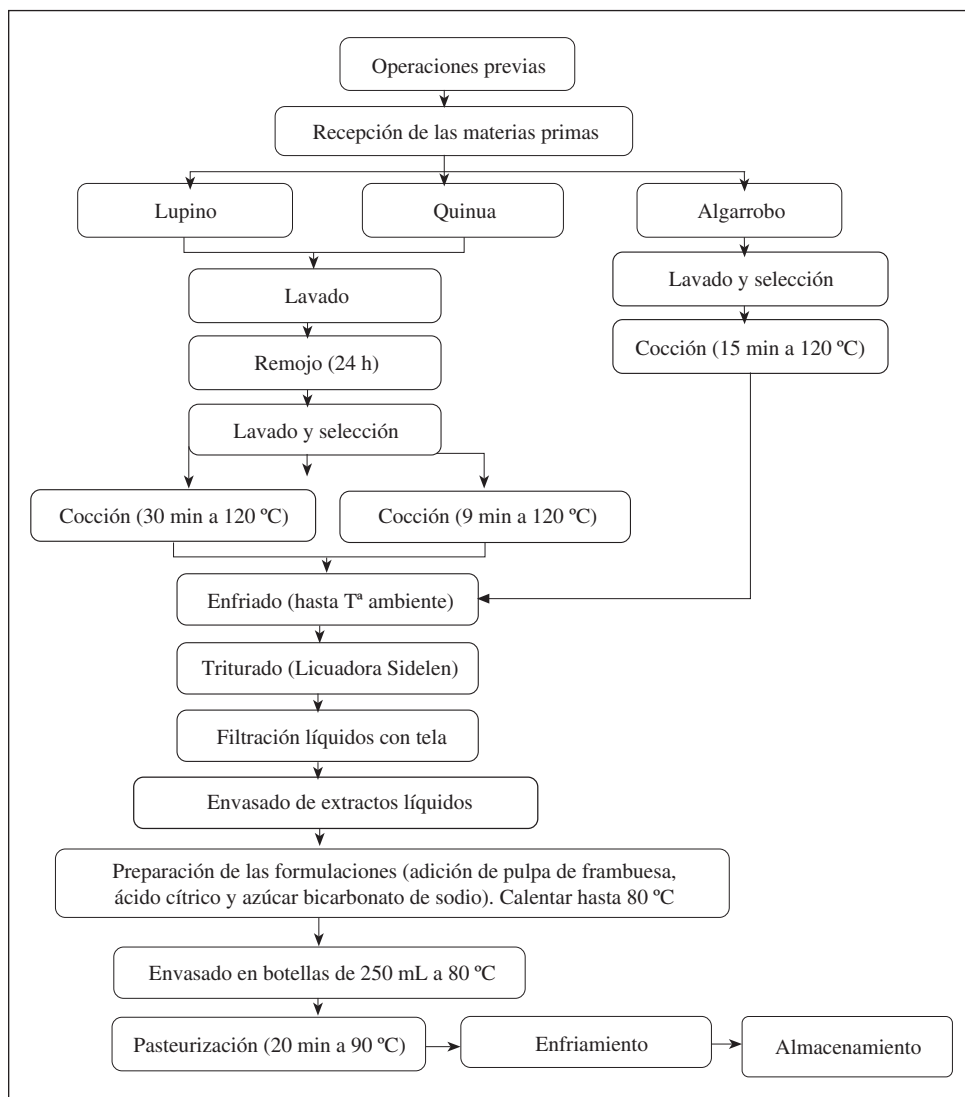 Operaciones previas
Recepción de las materias primas
Lupino
Quinua
Algarrobo
Lavado
Lavado y selección
Remojo (24 h)
Cocción (15 min a 120 ºC)
Lavado y selección
Cocción (30 min a 120 ºC)
Cocción (9 min a 120 ºC)
Enfriado (hasta Tª ambiente)
Triturado (Licuadora Sidelen)
Filtración líquidos con tela
Envasado de extractos líquidos
Preparación de las formulaciones (adición de pulpa de frambuesa,
ácido cítrico y azúcar bicarbonato de sodio). Calentar hasta 80 ºC
Envasado en botellas de 250 mL a 80 ºC
Pasteurización (20 min a 90 ºC)
Enfriamiento
Almacenamiento